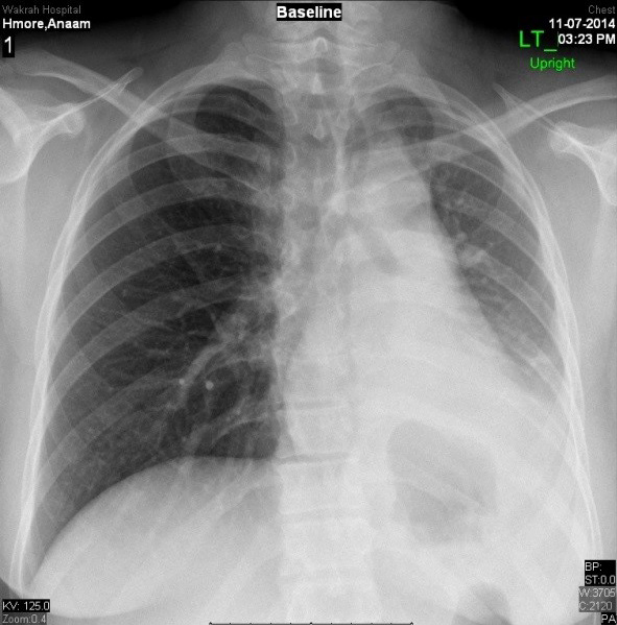 Wakrah Hospital
Hmore,Anaam
1
Baseline
Chest
11-07-2014
LT_ 03:23 PM
Upright
KV: 125.0
Zoom:0.4
BP:
ST:0.0
W:3705
C:2120
PA